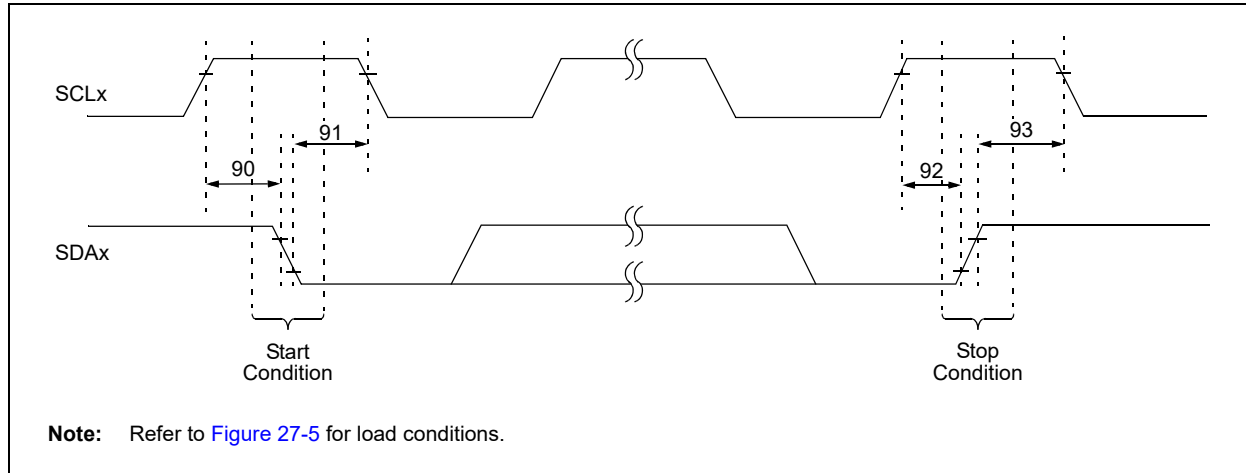 SCLx
91
93
90
92
SDAx
Start
Condition
Stop
Condition
Note: Refer to Figure 27-5 for load conditions.